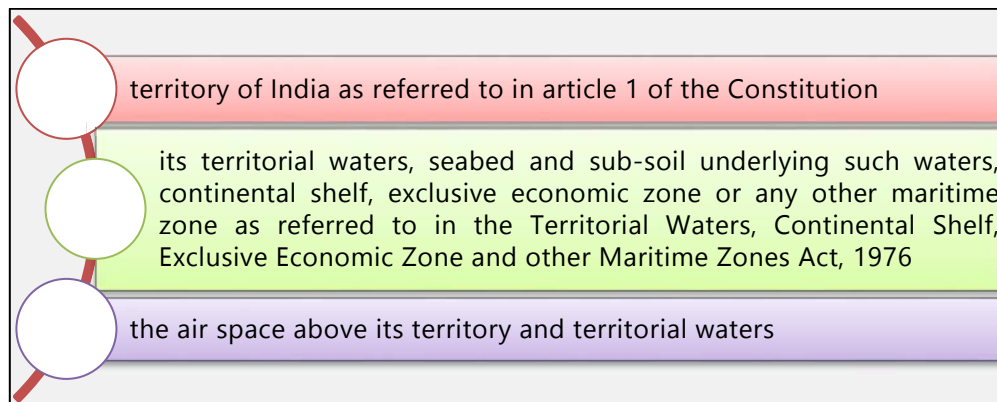 territory of India as referred to in article 1 of the Constitution
its territorial waters, seabed and sub-soil underlying such waters,
continental shelf, exclusive economic zone or any other maritime
zone as referred to in the Territorial Waters, Continental Shelf,
Exclusive Economic Zone and other Maritime Zones Act, 1976
the air space above its territory and territorial waters